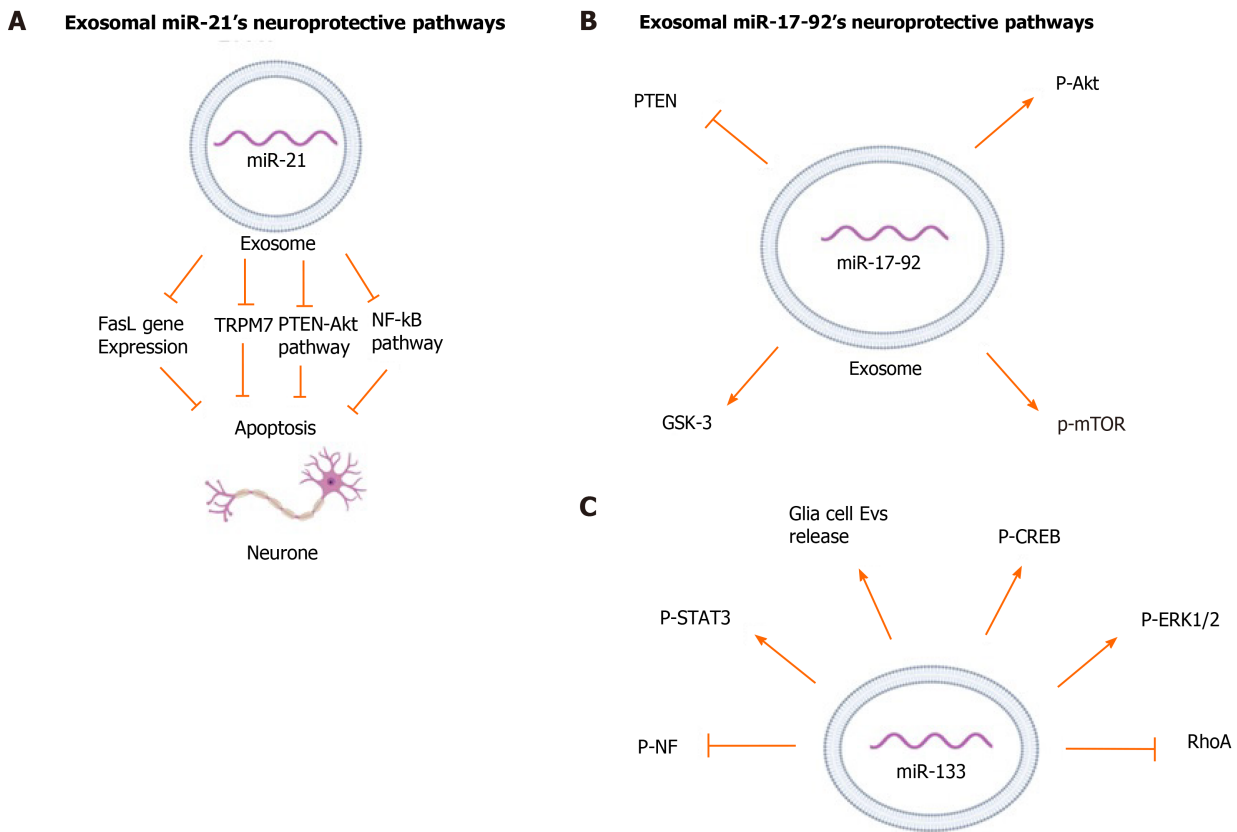 A Exosomal miR-21's neuroprotective pathways
miR-21
Exosome
FasL gene
Expression
TRPM7
PTEN-Akt
pathway
NF-kB
pathway
Apoptosis
Neurone
B Exosomal miR-17-92's neuroprotective pathways
PTEN
P-Akt
miR-17-92
Exosome
GSK-3
p-mTOR
C
Glia cell Evs
release
P-CREB
P-STAT3
P-ERK1/2
P-NF
RhoA
miR-133